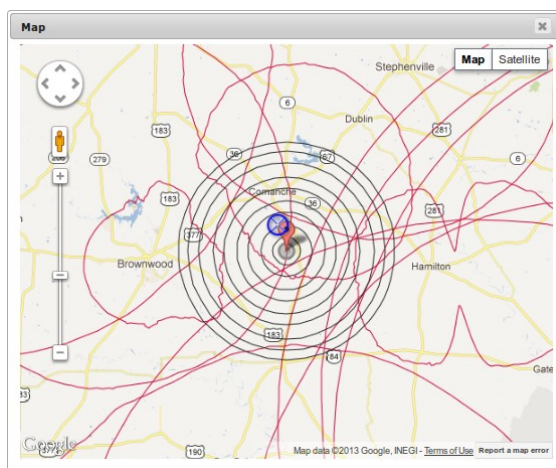 Map
Map Satellite
Stephenville
6
Dublin
183
281
36
67
279
6
183
Comanche
36
281
377
Brownwood
Hamilton
183
84
Gate
190
Google
Map data ©2013 Google, INEGI - Terms of Use Report a map error